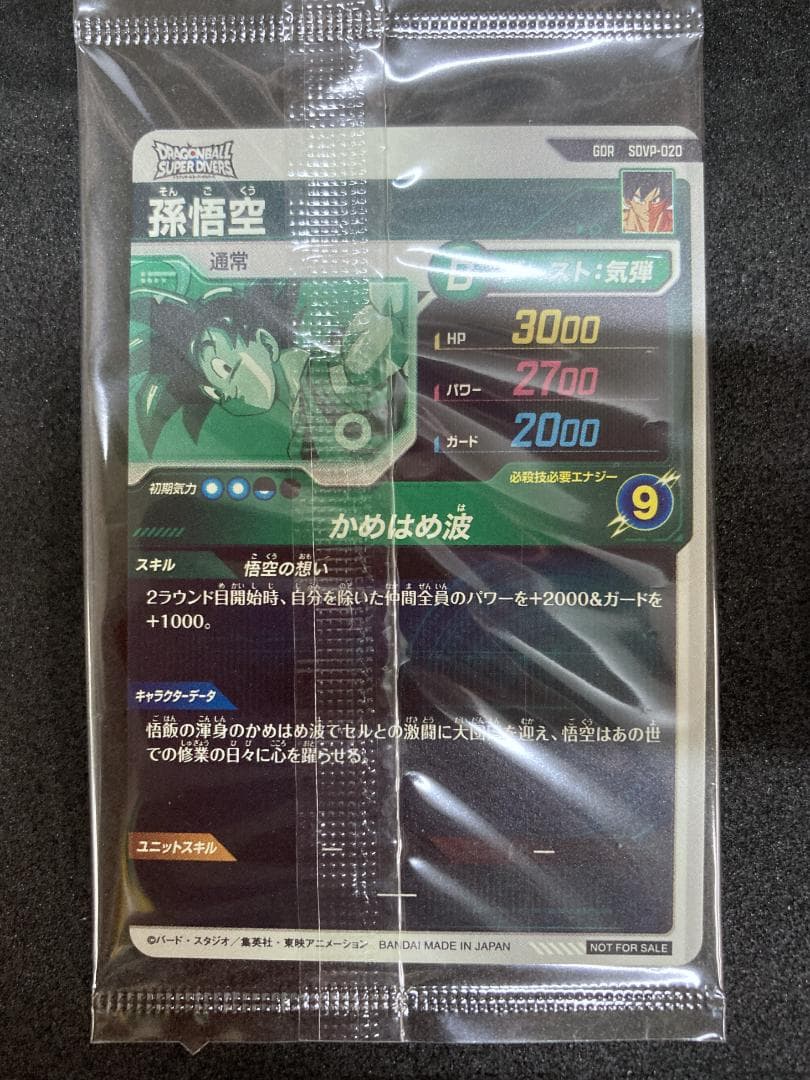 DRAGONBALL
SUPER DIVERS
GDR SDVP-020
そん ご くう
孫悟空
通常
スト:気弾
HP 3000
パワー 2700
ガード 2000
初期気力
必殺技必要エナジー
9
は
かめはめ波
スキル
ご くう おも
悟空の想い
2ラウンド目開始時、自分を除いた仲間全員のパワーを+2000&ガードを
+1000。
キャラクターデータ
悟飯の渾身のかめはめ波でセルとの激闘に大団円を迎え、悟空はあの世
での修業の日々に心を躍らせる。
ユニットスキル
©バード・スタジオ/集英社・東映アニメーション BANDAI MADE IN JAPAN
NOT FOR SALE